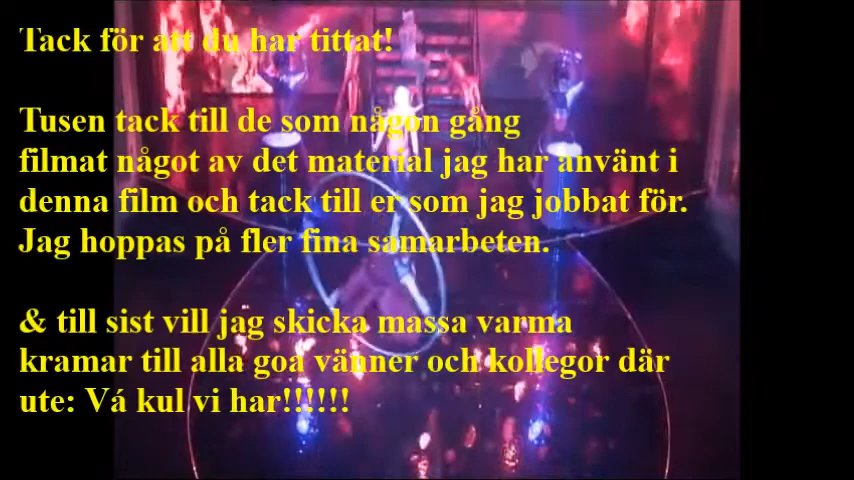 Tack för att du har tittat!
Tusen tack till de som någon gång
filmat något av det material jag har använt i
denna film och tack till er som jag jobbat för.
Jag hoppas på fler fina samarbeten.
& till sist vill jag skicka massa varma
kramar till alla goa vänner och kollegor där
ute: Vá kul vi har!!!!!!